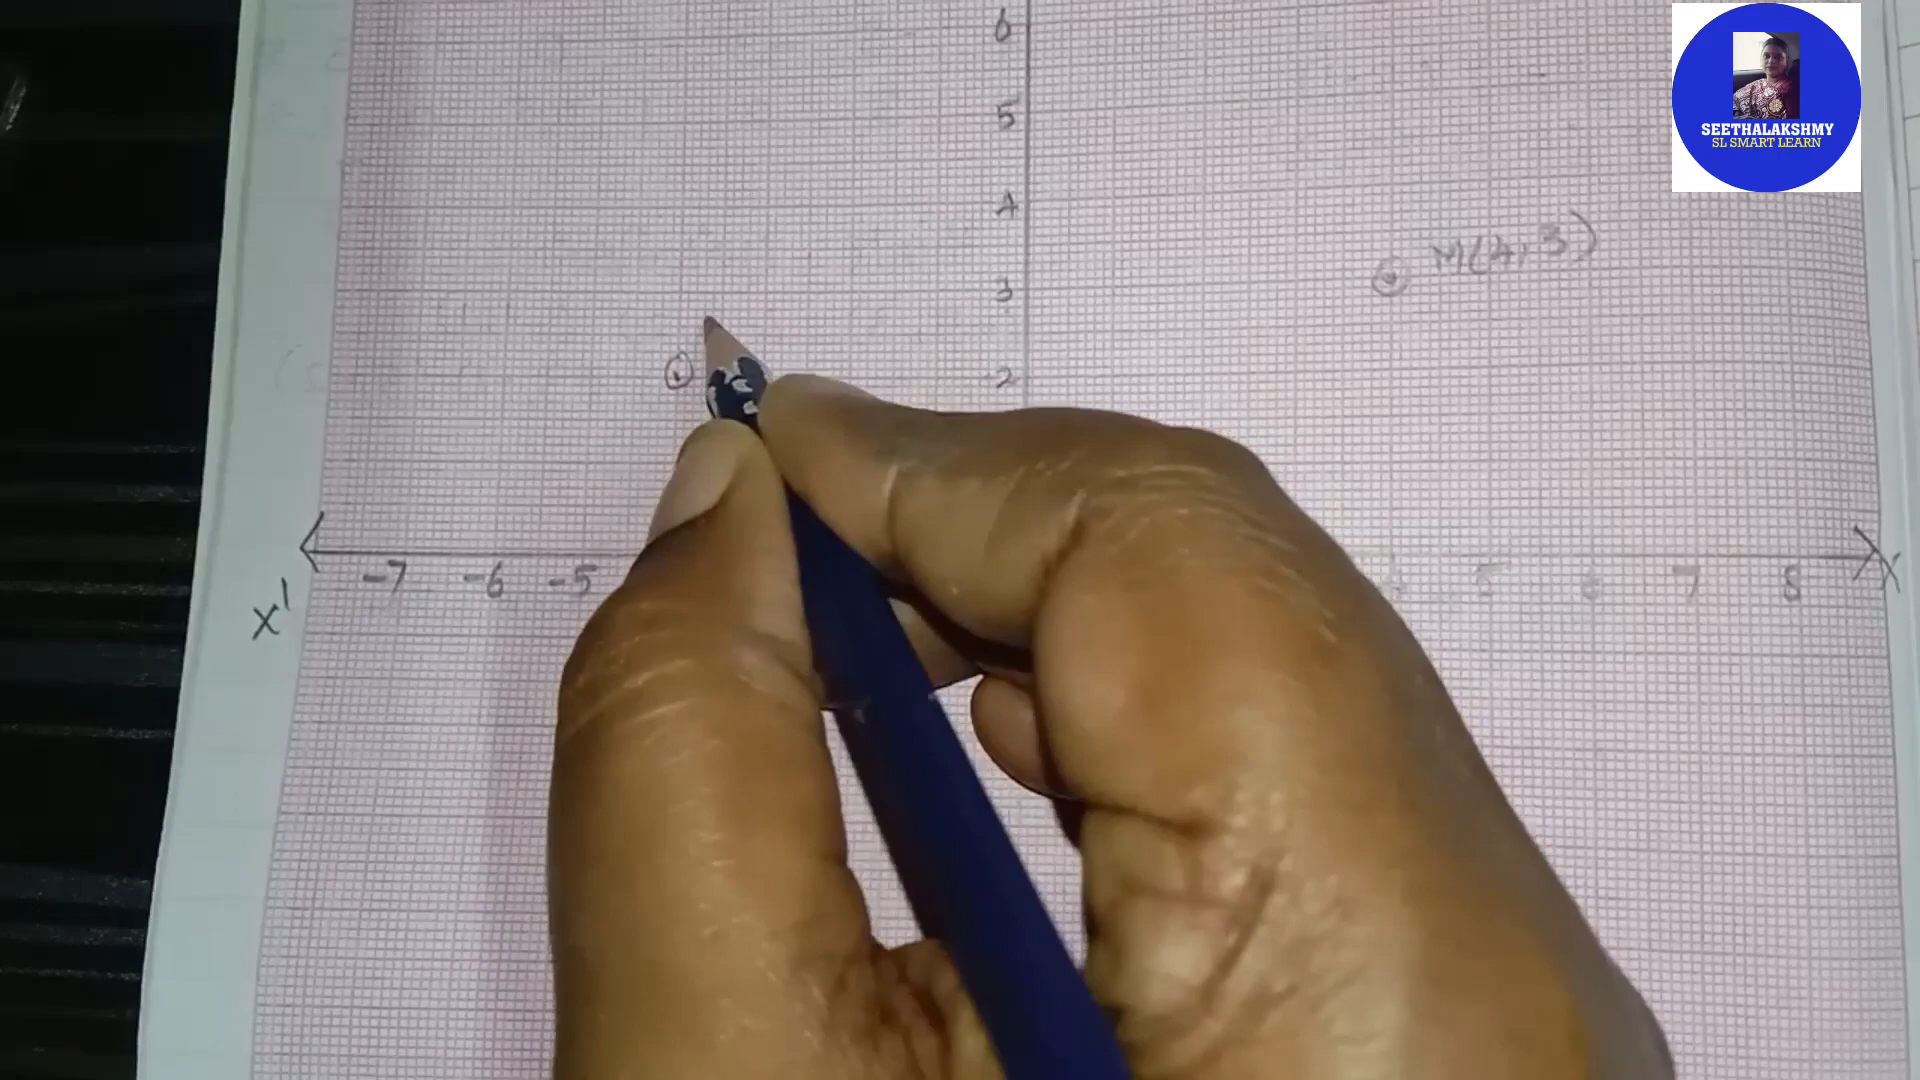 6
5
4
3
2
M(4,3)
-7 -6 -5 5 6 7 8
X'
X
SEETHALAKSHMY
SL SMART LEARN